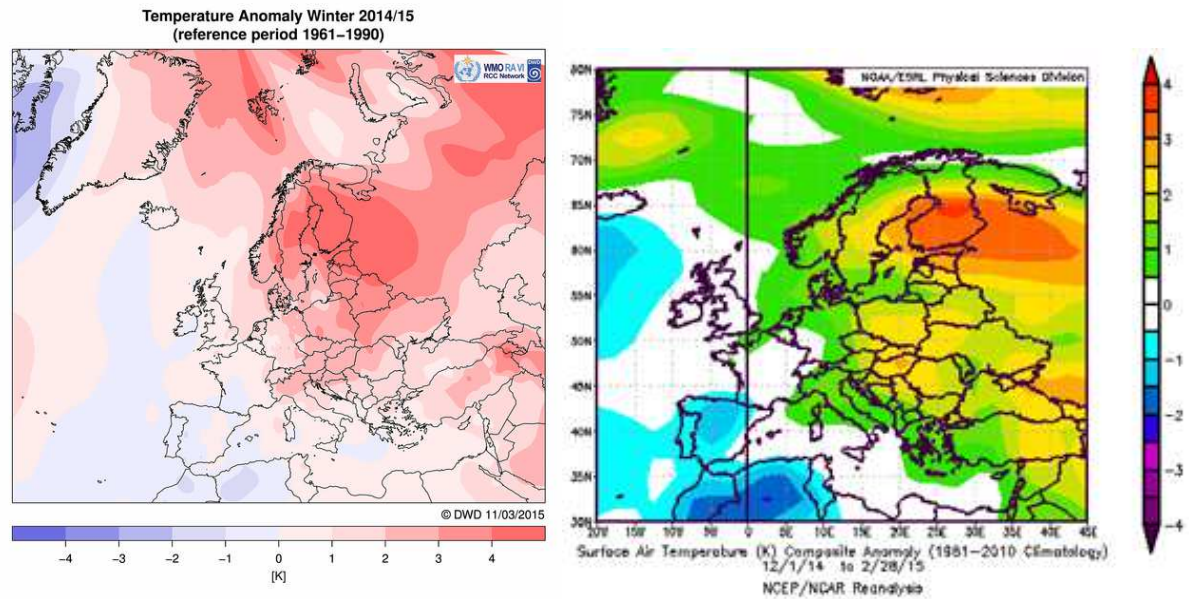 Temperature Anomaly Winter 2014/15
(reference period 1961−1990)
WMO RA VI
RCC Network
DWD
© DWD 11/03/2015
−4 −3 −2 −1 0 1 2 3 4
[K]
NOAA/ESRL Physical Sciences Division
80N
75N
70N
65N
60N
55N
50N
45N
40N
35N
30N
20W 15W 10W 5W 0 5E 10E 15E 20E 25E 30E 35E 40E 45E
4
3
2
1
0
−1
−2
−3
−4
Surface Air Temperature (K) Composite Anomaly (1981−2010 Climatology)
12/1/14 to 2/28/15
NCEP/NCAR Reanalysis